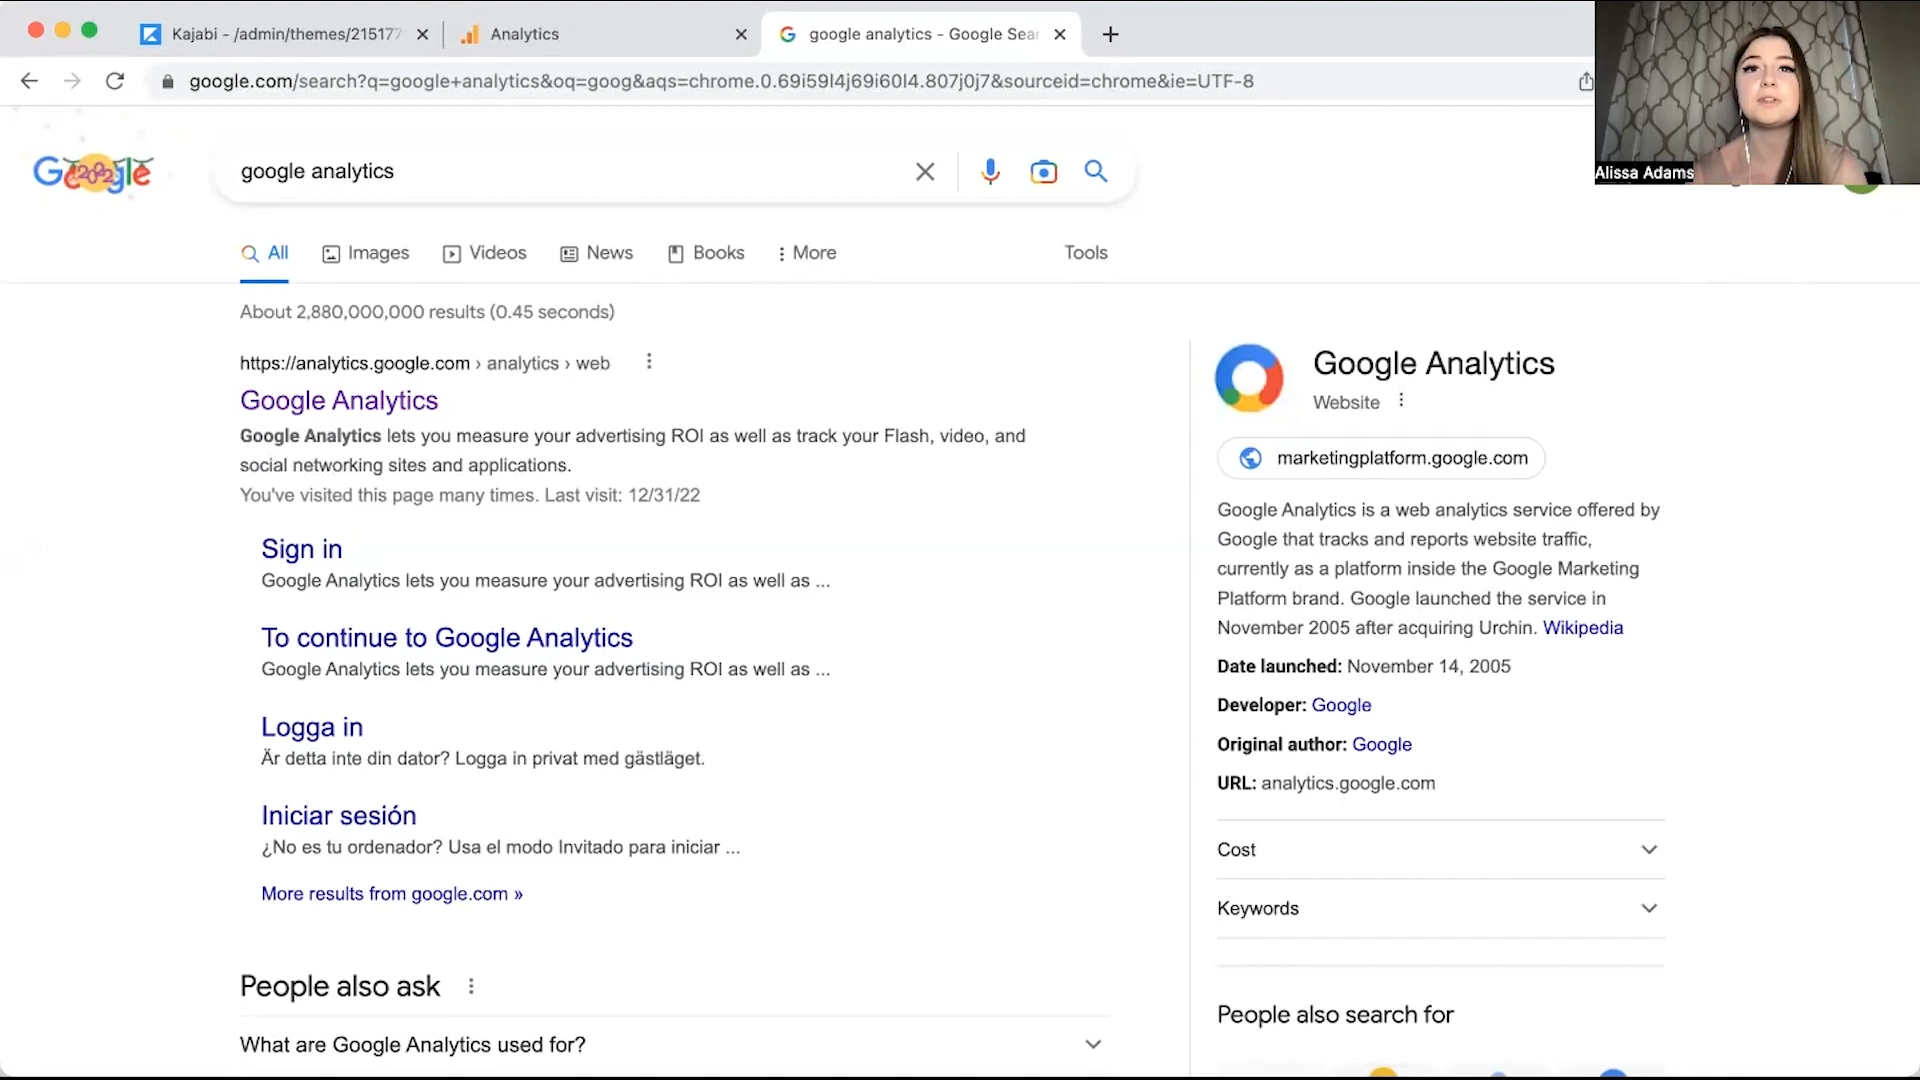 Kajabi - /admin/themes/215177
Analytics
google analytics - Google Sear
google.com/search?q=google+analytics&oq=goog&aqs=chrome.0.69i59l4j69i60l4.807j0j7&sourceid=chrome&ie=UTF-8
Alissa Adams
Google
2022
google analytics
All
Images
Videos
News
Books
More
Tools
About 2,880,000,000 results (0.45 seconds)
https://analytics.google.com › analytics › web
Google Analytics
Google Analytics lets you measure your advertising ROI as well as track your Flash, video, and
social networking sites and applications.
You've visited this page many times. Last visit: 12/31/22
Sign in
Google Analytics lets you measure your advertising ROI as well as ...
To continue to Google Analytics
Google Analytics lets you measure your advertising ROI as well as ...
Logga in
Är detta inte din dator? Logga in privat med gästläget.
Iniciar sesión
¿No es tu ordenador? Usa el modo Invitado para iniciar ...
More results from google.com »
People also ask
What are Google Analytics used for?
Google Analytics
Website
marketingplatform.google.com
Google Analytics is a web analytics service offered by
Google that tracks and reports website traffic,
currently as a platform inside the Google Marketing
Platform brand. Google launched the service in
November 2005 after acquiring Urchin. Wikipedia
Date launched: November 14, 2005
Developer: Google
Original author: Google
URL: analytics.google.com
Cost
Keywords
People also search for